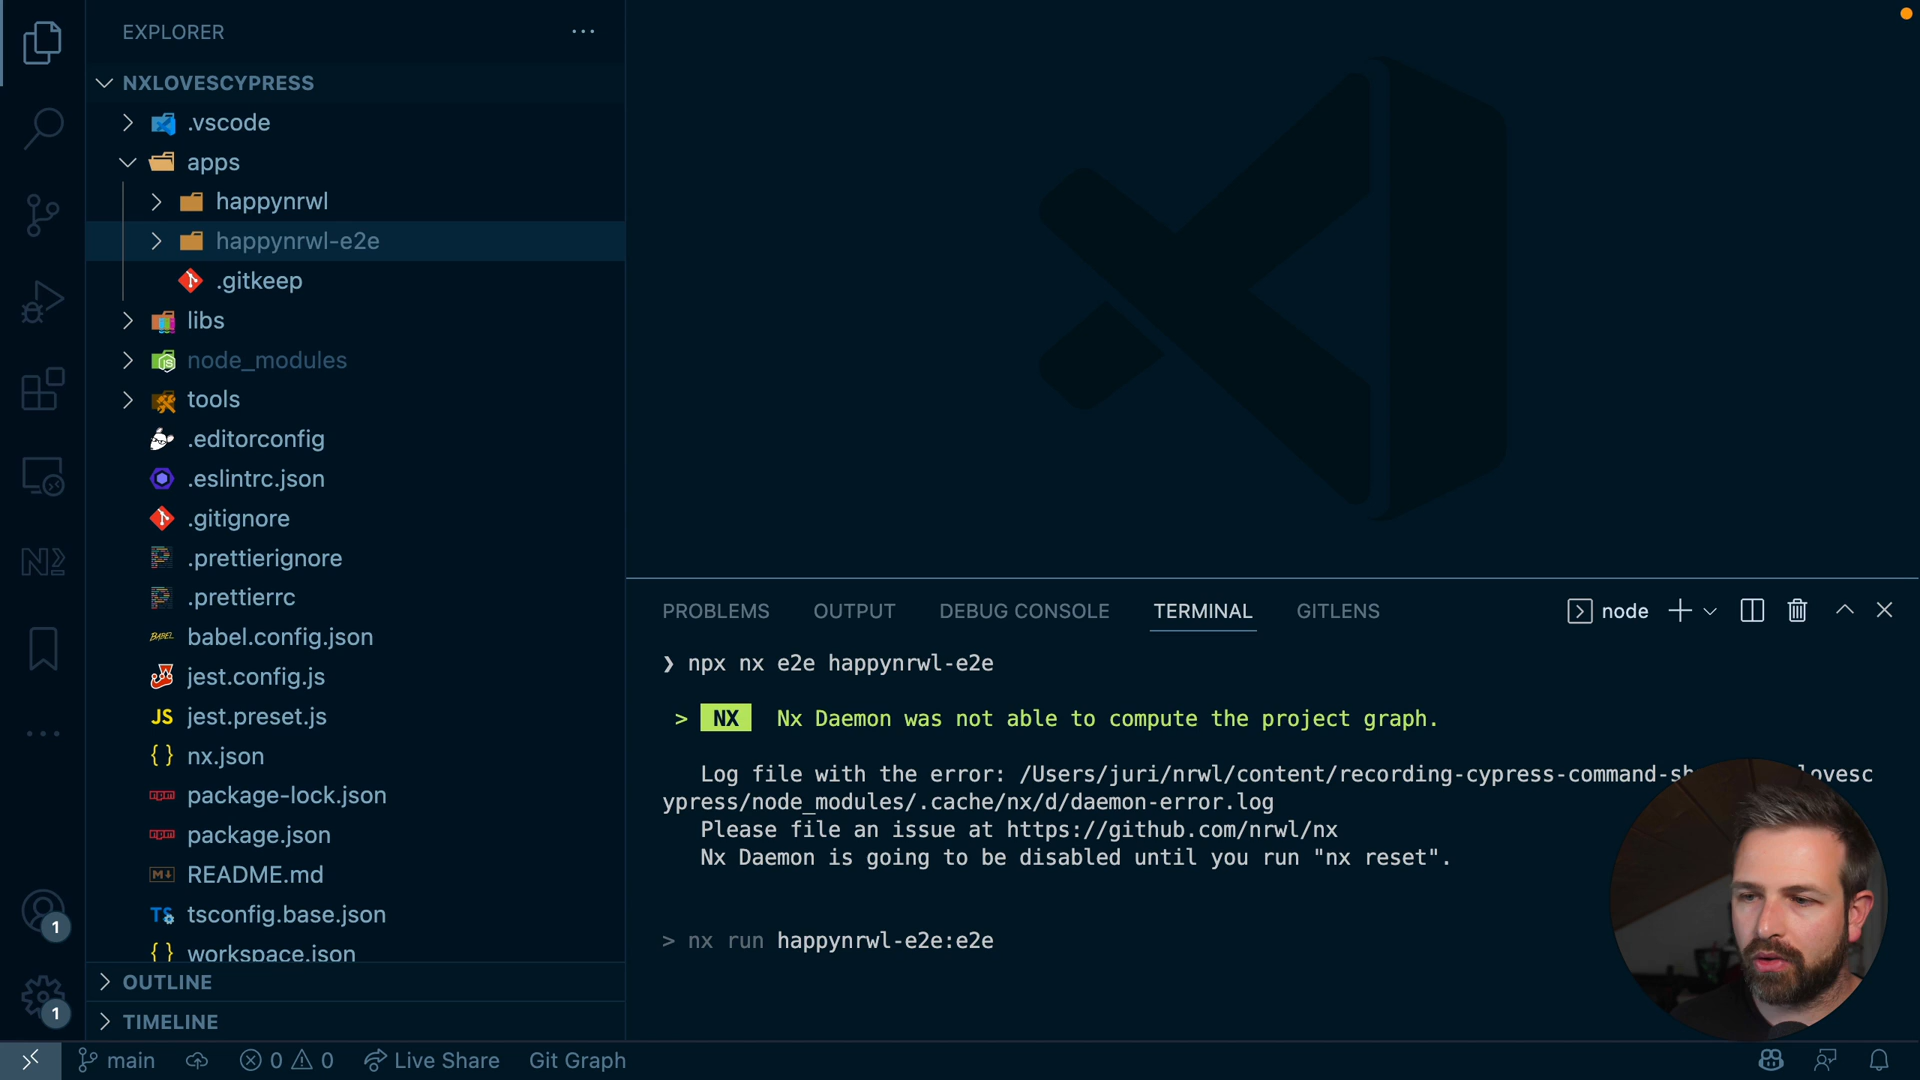 EXPLORER
NXLOVESCYPRESS
.vscode
apps
happynrwl
happynrwl-e2e
.gitkeep
libs
node_modules
tools
.editorconfig
.eslintrc.json
.gitignore
.prettierignore
.prettierrc
babel.config.json
jest.config.js
JS jest.preset.js
{ } nx.json
package-lock.json
package.json
README.md
TS tsconfig.base.json
{ } workspace.json
OUTLINE
TIMELINE
1
1
PROBLEMS OUTPUT DEBUG CONSOLE TERMINAL GITLENS node
❯ npx nx e2e happynrwl-e2e
> NX Nx Daemon was not able to compute the project graph.
Log file with the error: /Users/juri/nrwl/content/recording-cypress-command-sh lovesc
ypress/node_modules/.cache/nx/d/daemon-error.log
Please file an issue at https://github.com/nrwl/nx
Nx Daemon is going to be disabled until you run "nx reset".
> nx run happynrwl-e2e:e2e
main 0 0 Live Share Git Graph